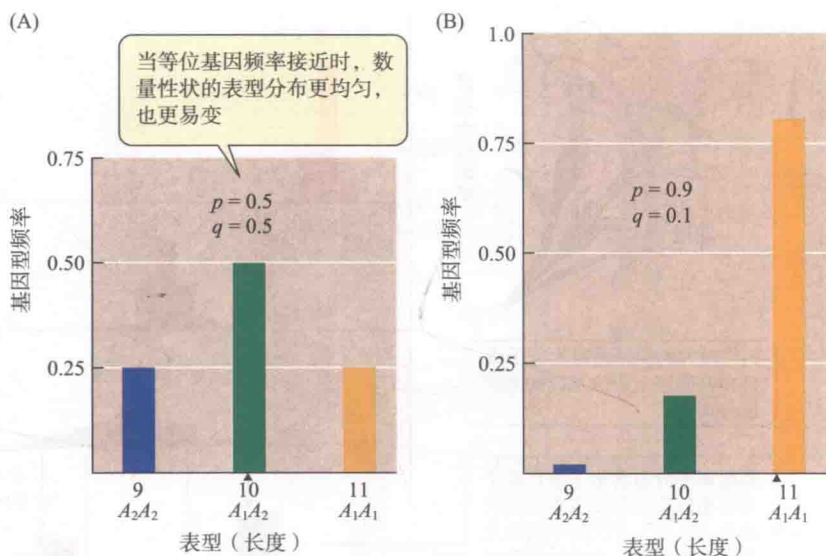 (A)
当等位基因频率接近时，数
量性状的表型分布更均匀，
也更易变
0.75
p = 0.5
q = 0.5
0.50
0.25
基因型频率
9
10
11
A₂A₂
A₁A₂
A₁A₁
表型（长度）
(B)
1.0
0.75
p = 0.9
q = 0.1
0.50
0.25
基因型频率
9
10
11
A₂A₂
A₁A₂
A₁A₁
表型（长度）